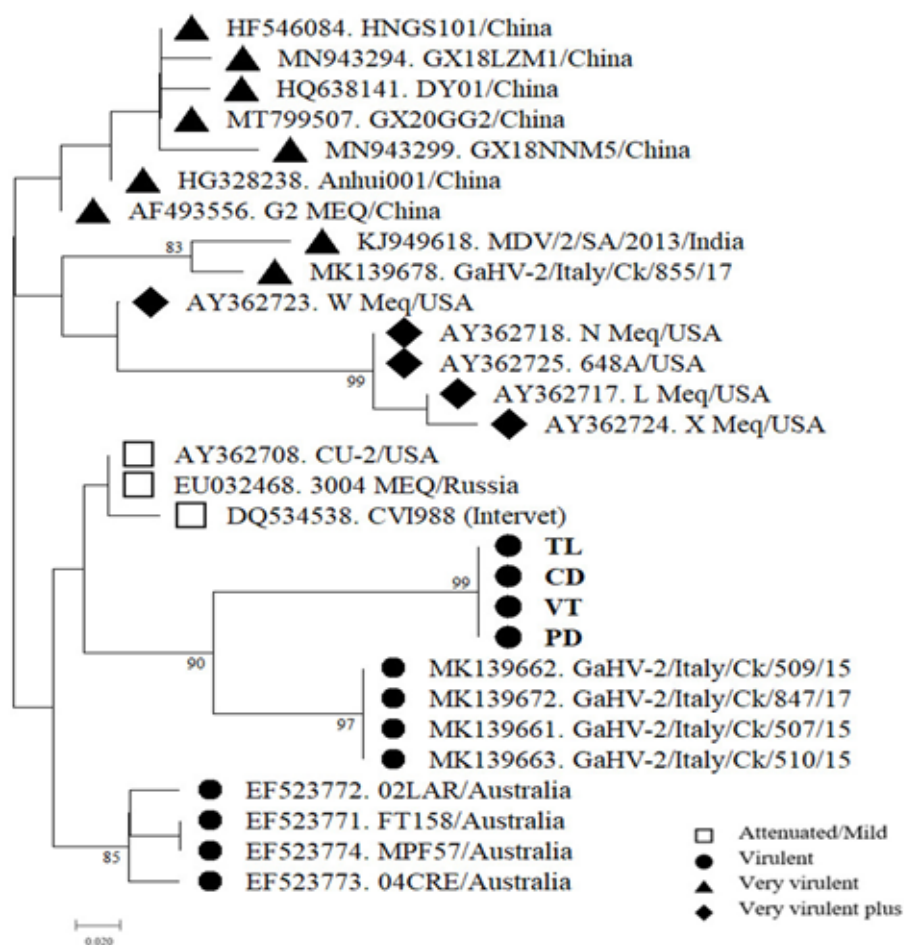 HF546084. HNGS101/China
MN943294. GX18LZM1/China
HQ638141. DY01/China
MT799507. GX20GG2/China
MN943299. GX18NNM5/China
HG328238. Anhui001/China
AF493556. G2 MEQ/China
83
KJ949618. MDV/2/SA/2013/India
MK139678. GaHV-2/Italy/Ck/855/17
AY362723. W Meq/USA
AY362718. N Meq/USA
AY362725. 648A/USA
99
AY362717. L Meq/USA
AY362724. X Meq/USA
AY362708. CU-2/USA
EU032468. 3004 MEQ/Russia
DQ534538. CVI988 (Intervet)
TL
99
CD
VT
PD
90
MK139662. GaHV-2/Italy/Ck/509/15
MK139672. GaHV-2/Italy/Ck/847/17
97
MK139661. GaHV-2/Italy/Ck/507/15
MK139663. GaHV-2/Italy/Ck/510/15
EF523772. 02LAR/Australia
EF523771. FT158/Australia
85
EF523774. MPF57/Australia
EF523773. 04CRE/Australia
Attenuated/Mild
Virulent
Very virulent
Very virulent plus
0.020